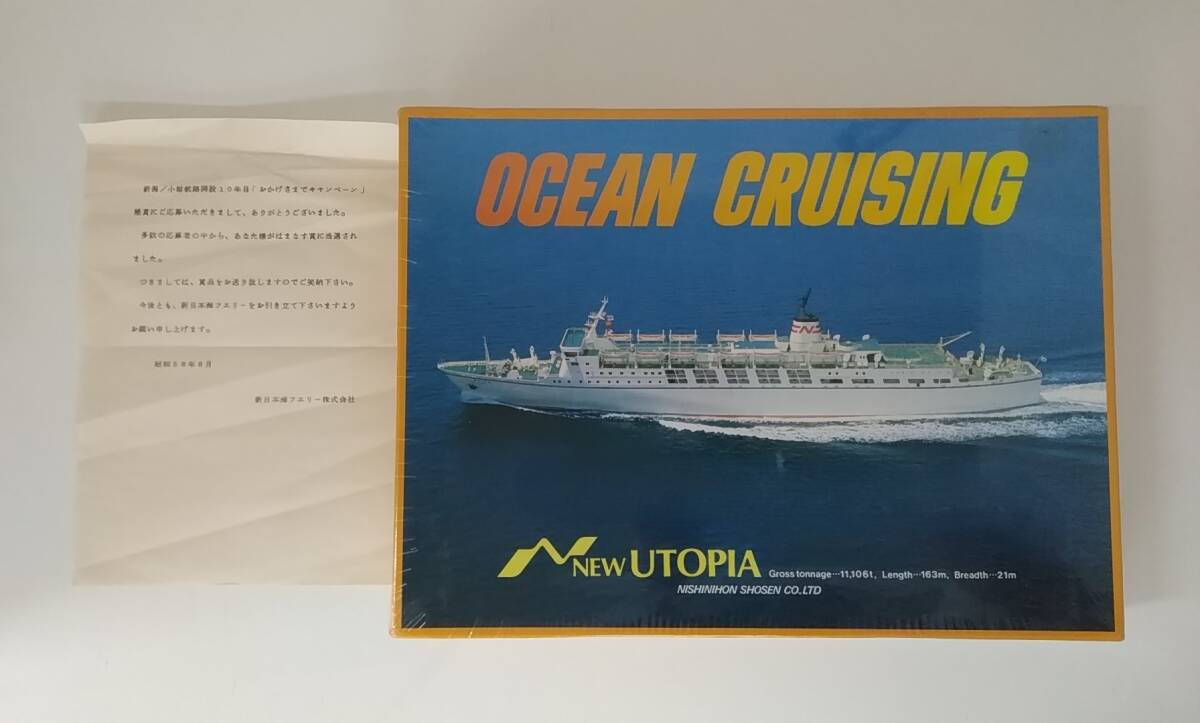 新潟/小樽航路開設10年目「おかげさまでキャンペーン」
懸賞にご応募いただきまして、ありがとうございました。
多数の応募者の中から、あなた様がはまなす賞に当選され
ました。
つきましては、賞品をお送り致しますのでご笑納下さい。
今後とも、新日本海フエリーをお引き立て下さいますよう
お願い申し上げます。
昭和59年8月
新日本海フエリー株式会社
OCEAN CRUISING
NEW UTOPIA
Gross tonnage…11,106t, Length…163m, Breadth…21m
NISHINIHON SHOSEN CO.LTD